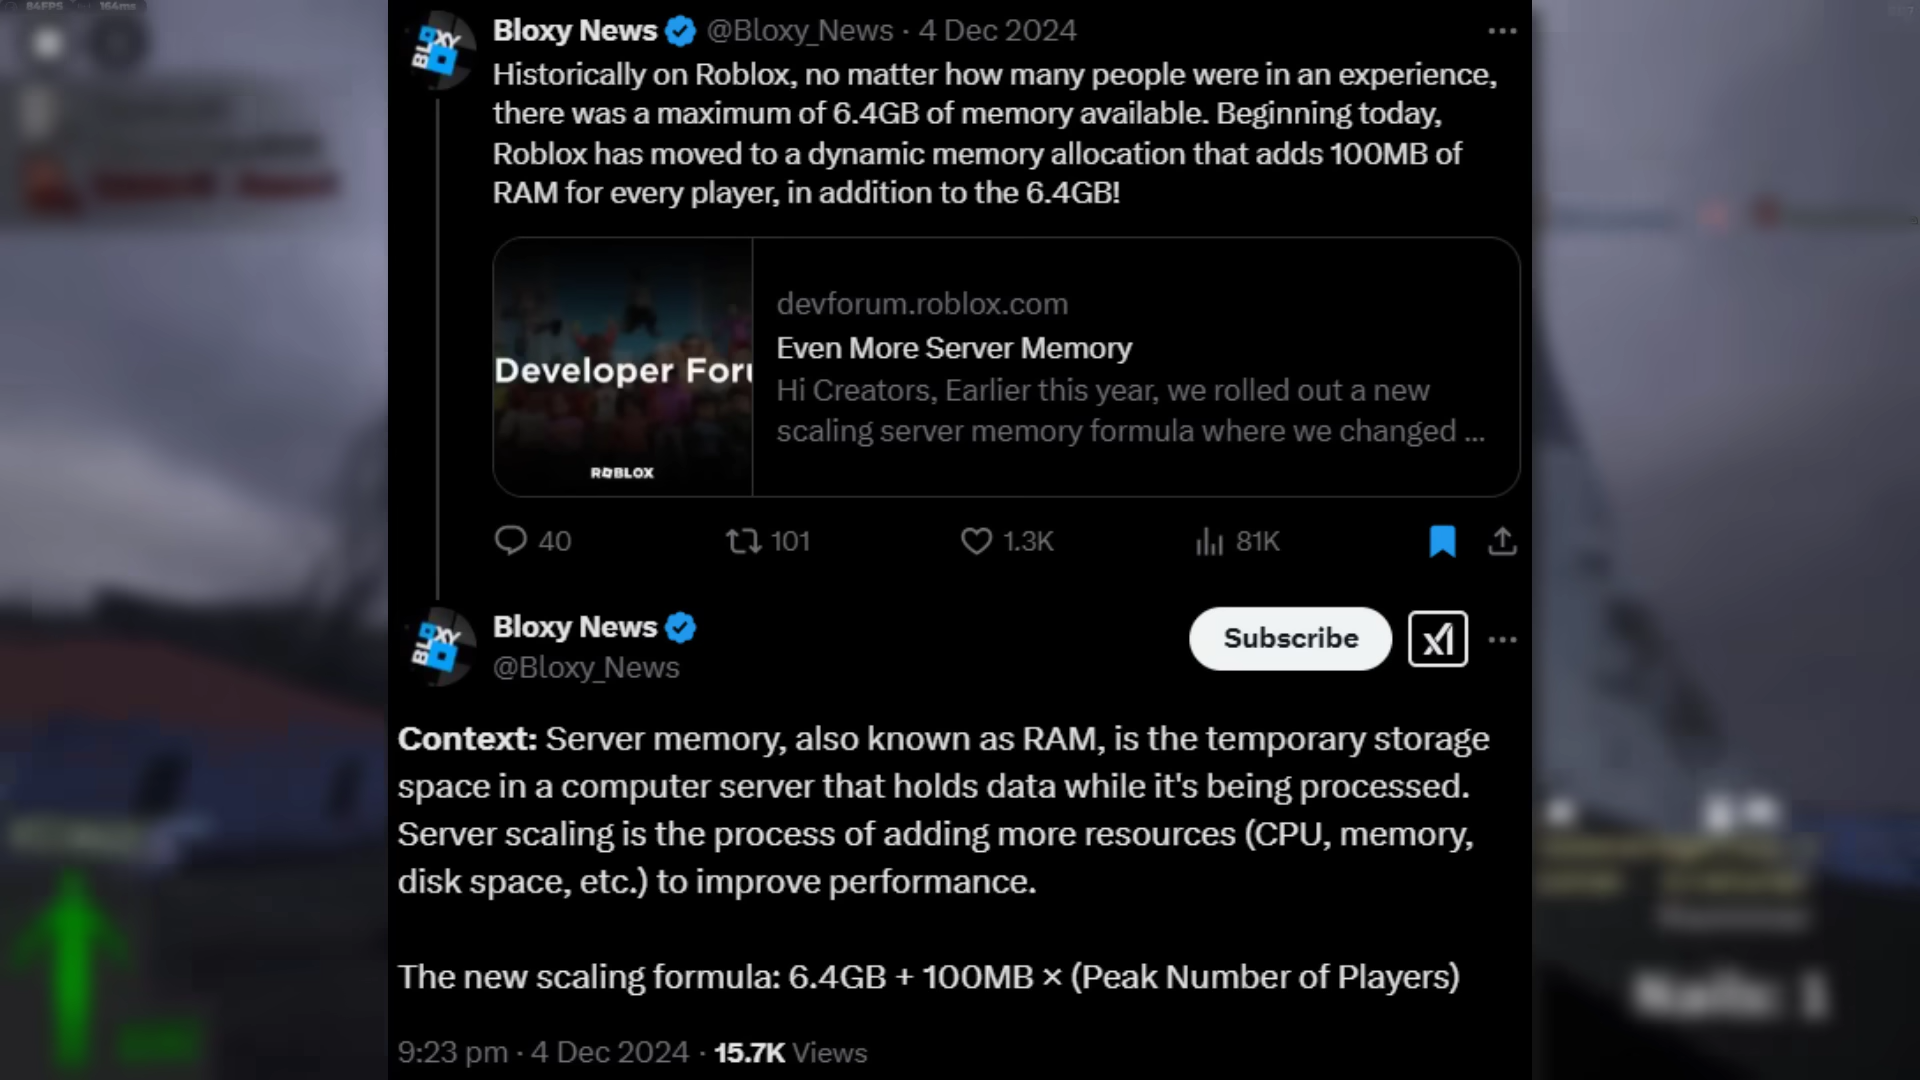 84FPS 164ms
Bloxy News @Bloxy_News · 4 Dec 2024
Historically on Roblox, no matter how many people were in an experience,
there was a maximum of 6.4GB of memory available. Beginning today,
Roblox has moved to a dynamic memory allocation that adds 100MB of
RAM for every player, in addition to the 6.4GB!
BLOXY
Developer Foru
ROBLOX
devforum.roblox.com
Even More Server Memory
Hi Creators, Earlier this year, we rolled out a new
scaling server memory formula where we changed ...
40 101 1.3K 81K
BLOXY
Bloxy News
@Bloxy_News
Subscribe
Context: Server memory, also known as RAM, is the temporary storage
space in a computer server that holds data while it's being processed.
Server scaling is the process of adding more resources (CPU, memory,
disk space, etc.) to improve performance.
The new scaling formula: 6.4GB + 100MB × (Peak Number of Players)
9:23 pm · 4 Dec 2024 · 15.7K Views
Nails: 1